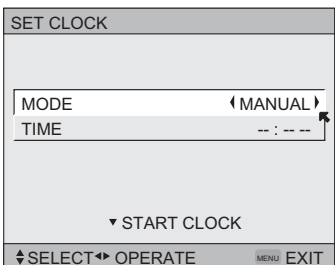 SET CLOCK
MODE MANUAL
TIME -- : -- --
START CLOCK
SELECT OPERATE MENU EXIT